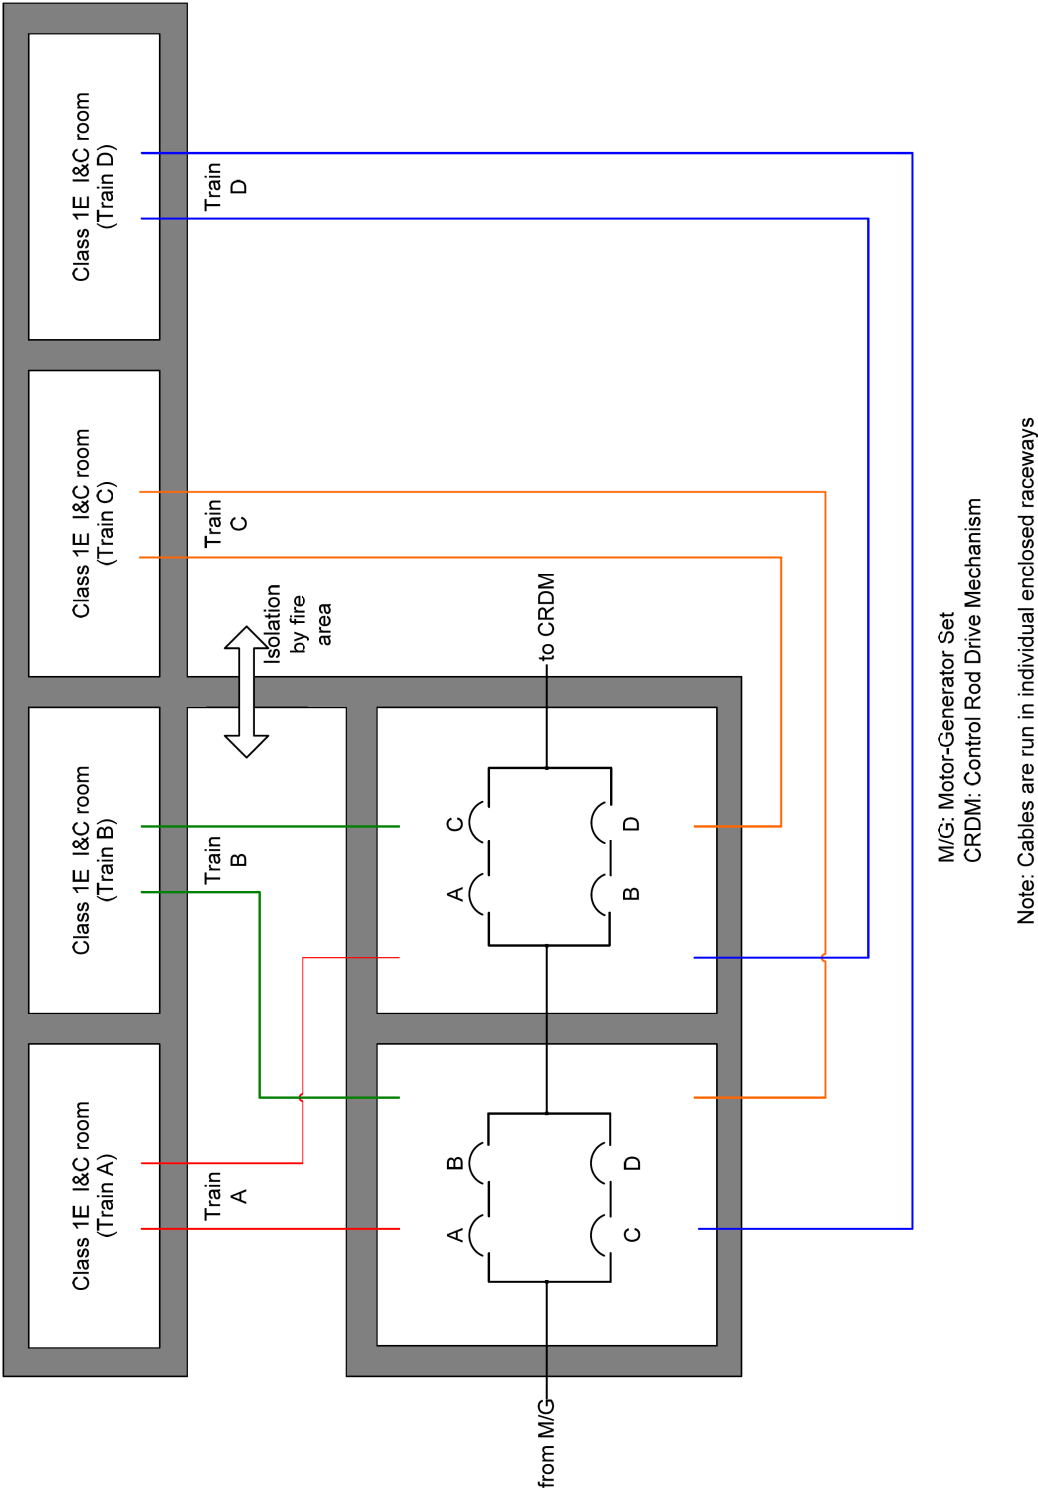 Class 1E I&C room
(Train A)
Class 1E I&C room
(Train B)
Class 1E I&C room
(Train C)
Class 1E I&C room
(Train D)
Train
A
Train
B
Train
C
Train
D
Isolation
by fire
area
from M/G
A
B
C
D
A
C
B
D
to CRDM
M/G: Motor-Generator Set
CRDM: Control Rod Drive Mechanism
Note: Cables are run in individual enclosed raceways